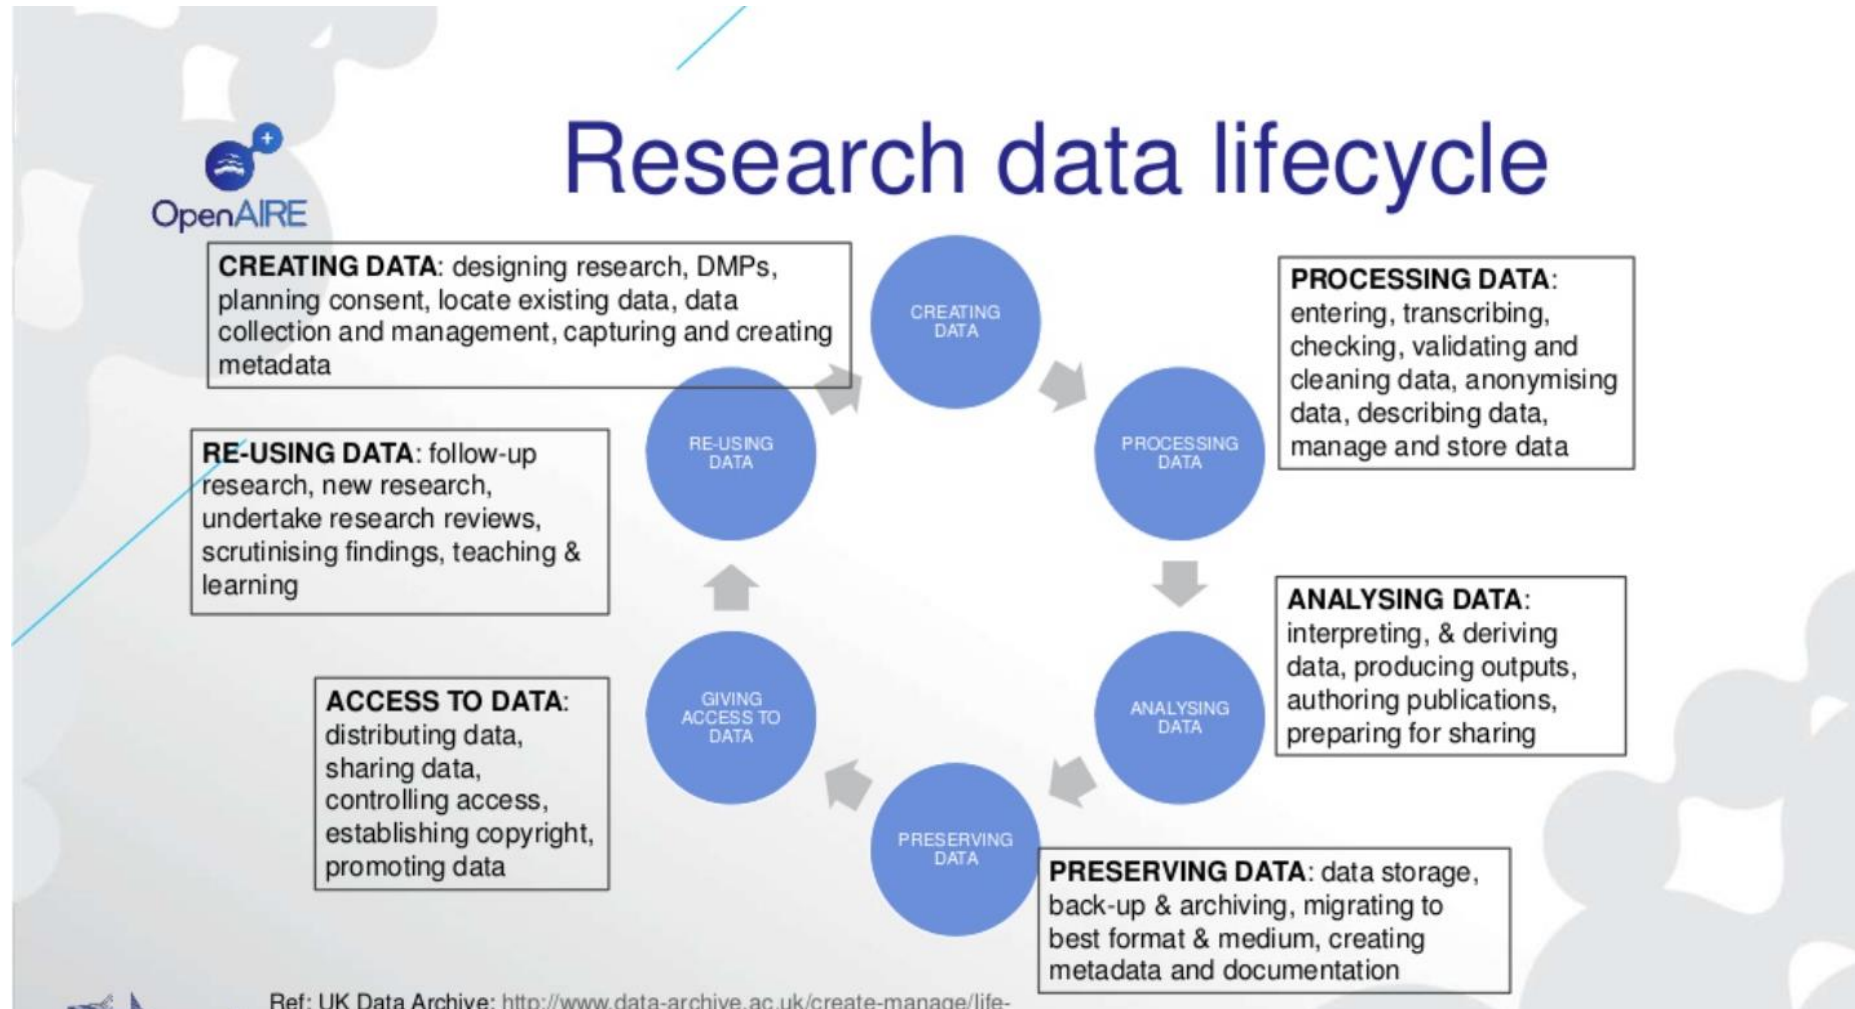 Research data lifecycle
OpenAIRE
CREATING DATA: designing research, DMPs,
planning consent, locate existing data, data
collection and management, capturing and creating
metadata
CREATING
DATA
PROCESSING DATA:
entering, transcribing,
checking, validating and
cleaning data, anonymising
data, describing data,
manage and store data
RE-USING
DATA
PROCESSING
DATA
RE-USING DATA: follow-up
research, new research,
undertake research reviews,
scrutinising findings, teaching &
learning
ANALYSING DATA:
interpreting, & deriving
data, producing outputs,
authoring publications,
preparing for sharing
GIVING
ACCESS TO
DATA
ANALYSING
DATA
ACCESS TO DATA:
distributing data,
sharing data,
controlling access,
establishing copyright,
promoting data
PRESERVING
DATA
PRESERVING DATA: data storage,
back-up & archiving, migrating to
best format & medium, creating
metadata and documentation
Ref: UK Data Archive: http://www.data-archive.ac.uk/create-manage/life-